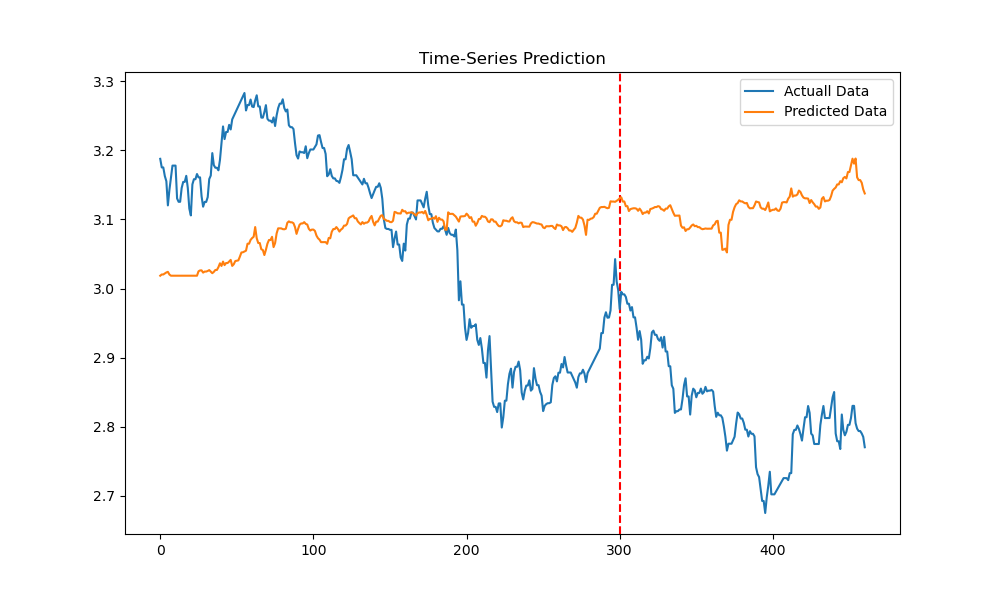 Time-Series Prediction
Actuall Data
Predicted Data
3.3
3.2
3.1
3.0
2.9
2.8
2.7
0 100 200 300 400